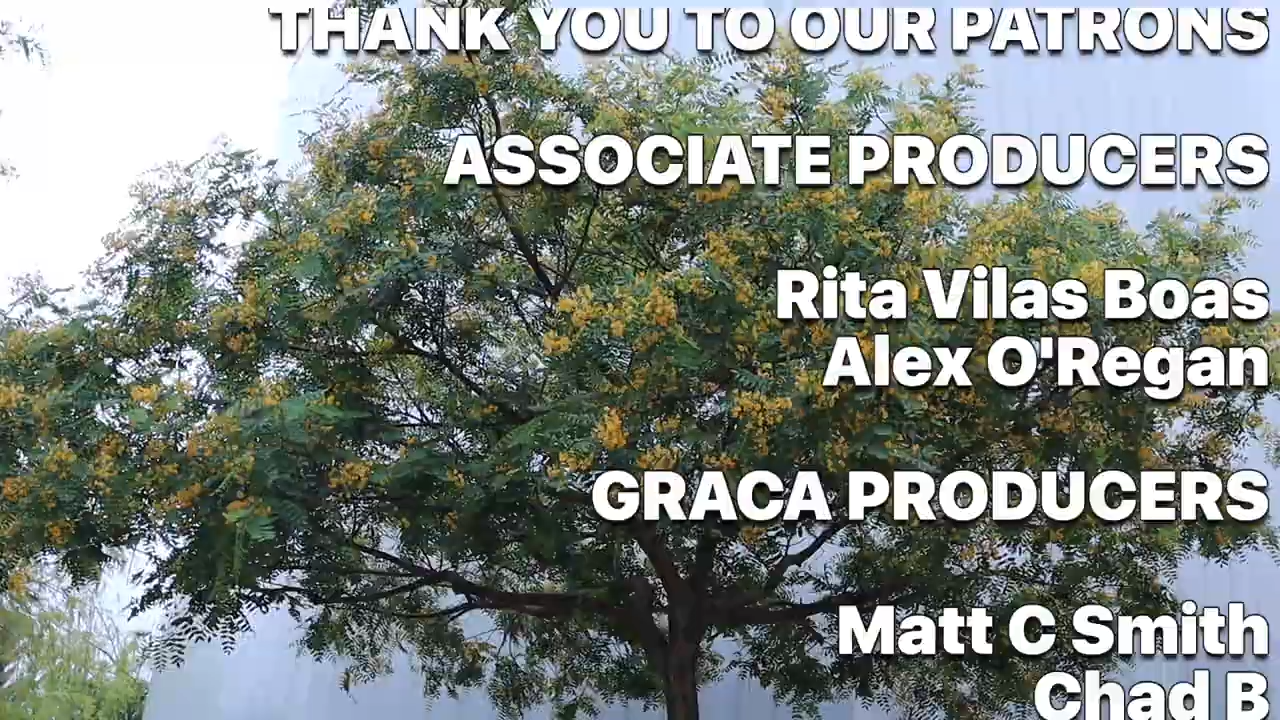 THANK YOU TO OUR PATRONS
ASSOCIATE PRODUCERS
Rita Vilas Boas
Alex O'Regan
GRACA PRODUCERS
Matt C Smith
Chad B